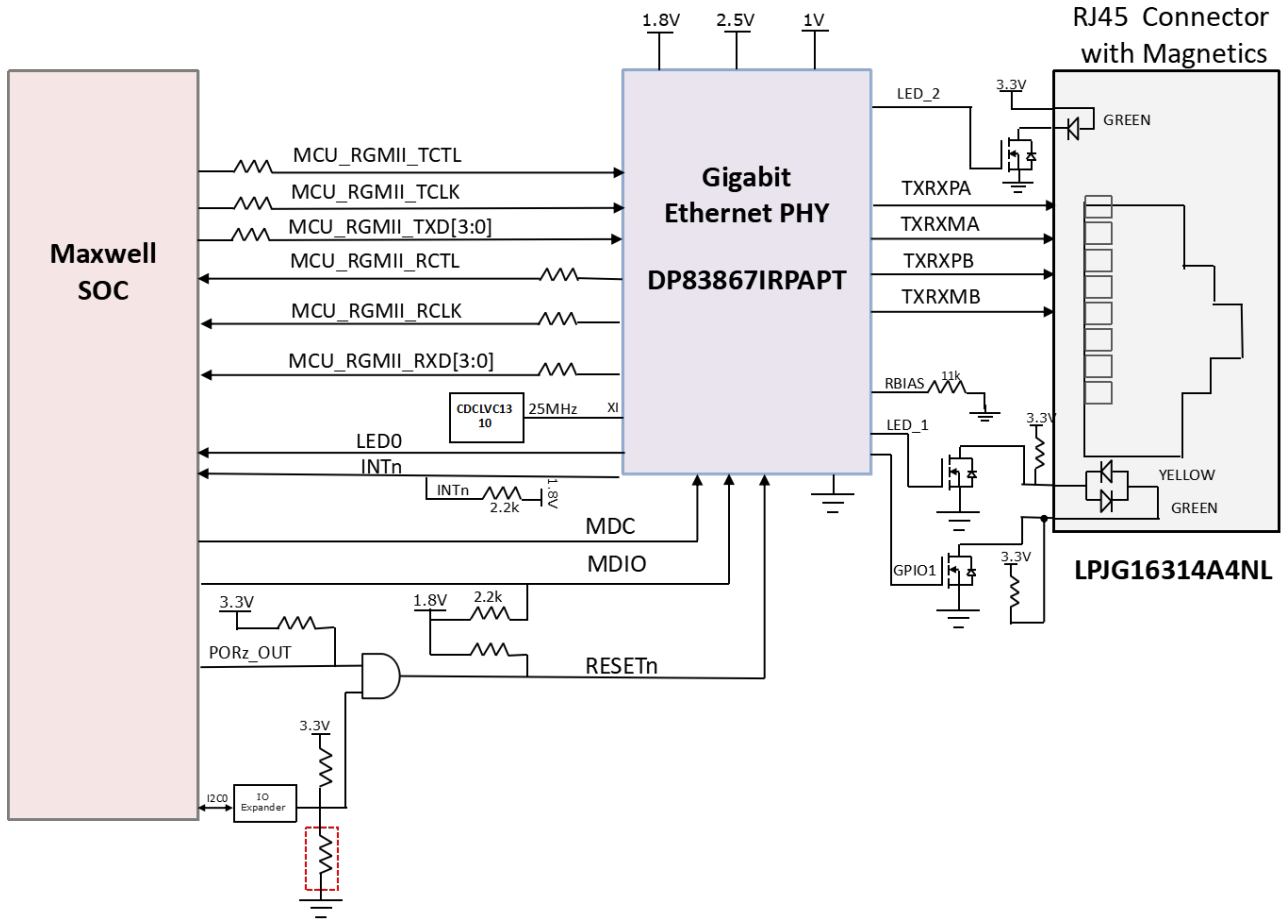 RJ45 Connector
with Magnetics
1.8V
2.5V
1V
3.3V
LED_2
GREEN
MCU_RGMII_TCTL
MCU_RGMII_TCLK
MCU_RGMII_TXD[3:0]
MCU_RGMII_RCTL
MCU_RGMII_RCLK
MCU_RGMII_RXD[3:0]
Maxwell
SOC
Gigabit
Ethernet PHY
DP83867IRPAPT
TXRXPA
TXRXMA
TXRXPB
TXRXMB
RBIAS
11k
CDCLVC13
10
25MHz
XI
LED_1
3.3V
LED0
INTn
INTn
2.2k
1.8V
YELLOW
GREEN
MDC
MDIO
GPIO1
3.3V
LPJG16314A4NL
3.3V
1.8V
2.2k
PORz_OUT
RESETn
3.3V
I2C0
IO
Expander